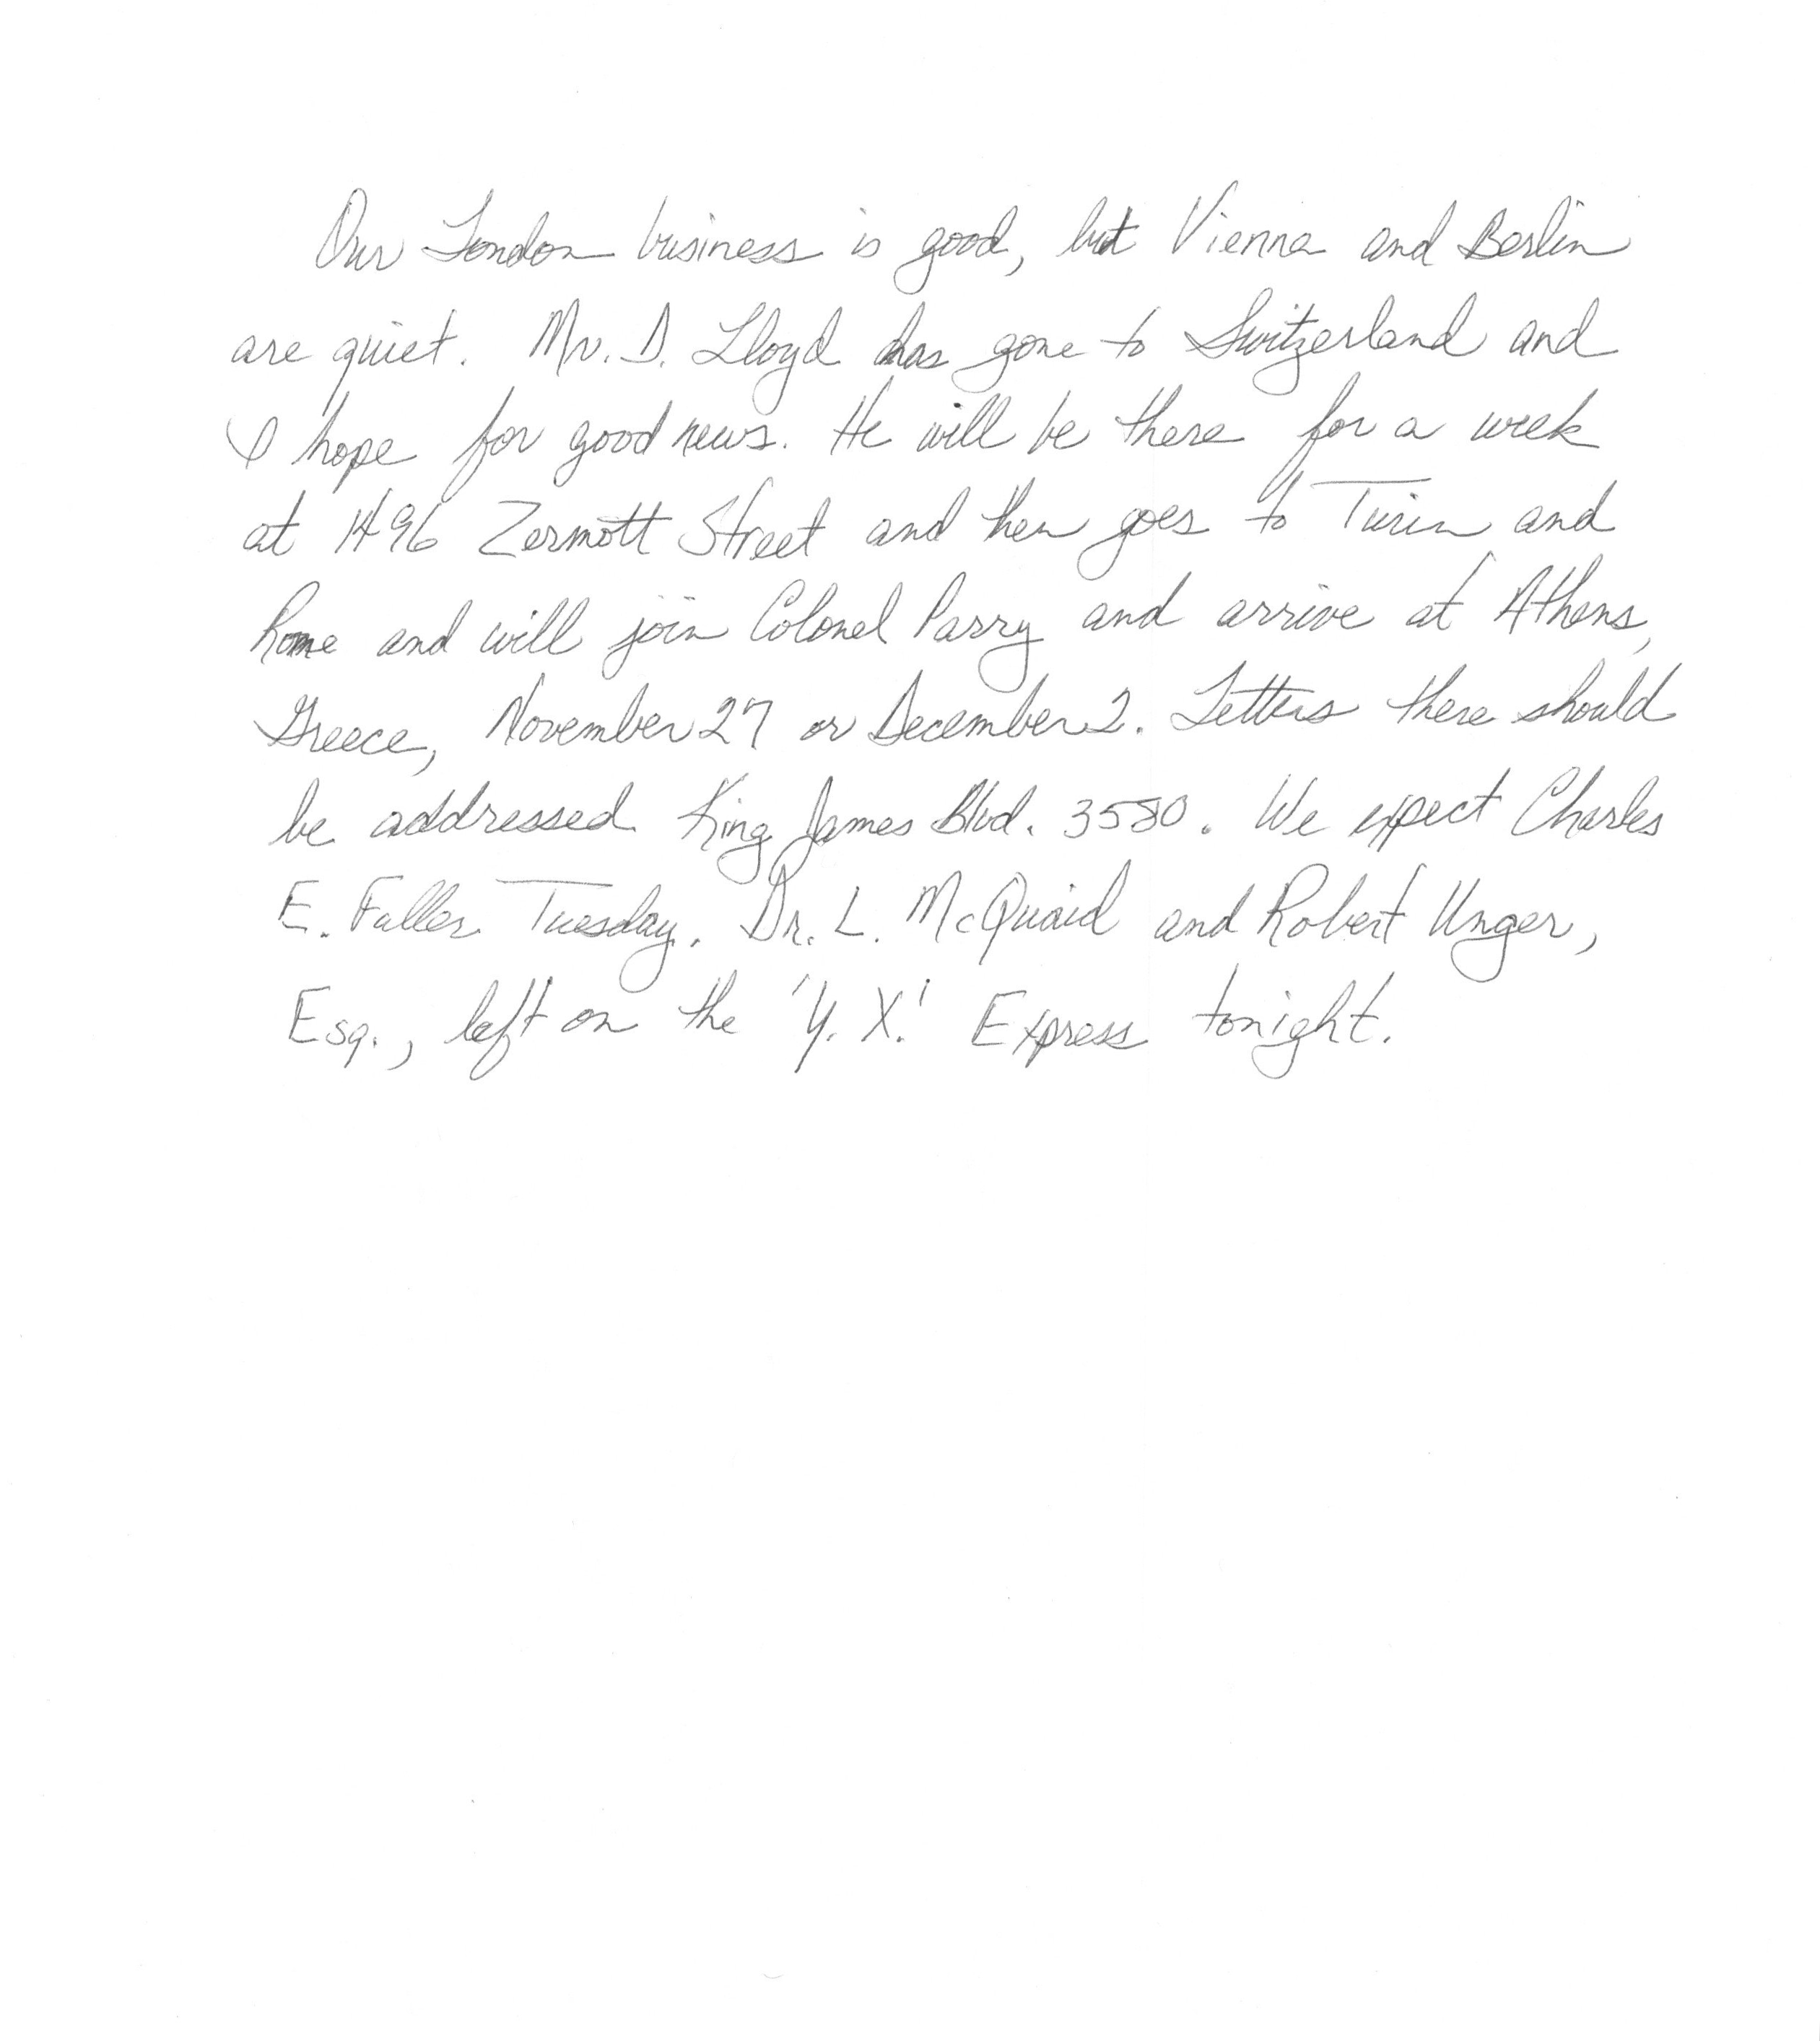 Our London business is good, but Vienna and Berlin
are quiet. Mr. D. Lloyd has gone to Switzerland and
I hope for good news. He will be there for a week
at 1496 Zermott Street and then goes to Turin and
Rome and will join Colonel Parry and arrive at Athens,
Greece, November 27 or December 2. Letters there should
be addressed King James Blvd. 3580. We expect Charles
E. Fuller Tuesday. Dr. L. McQuaid and Robert Unger,
Esq., left on the 'Y. X.' Express tonight.